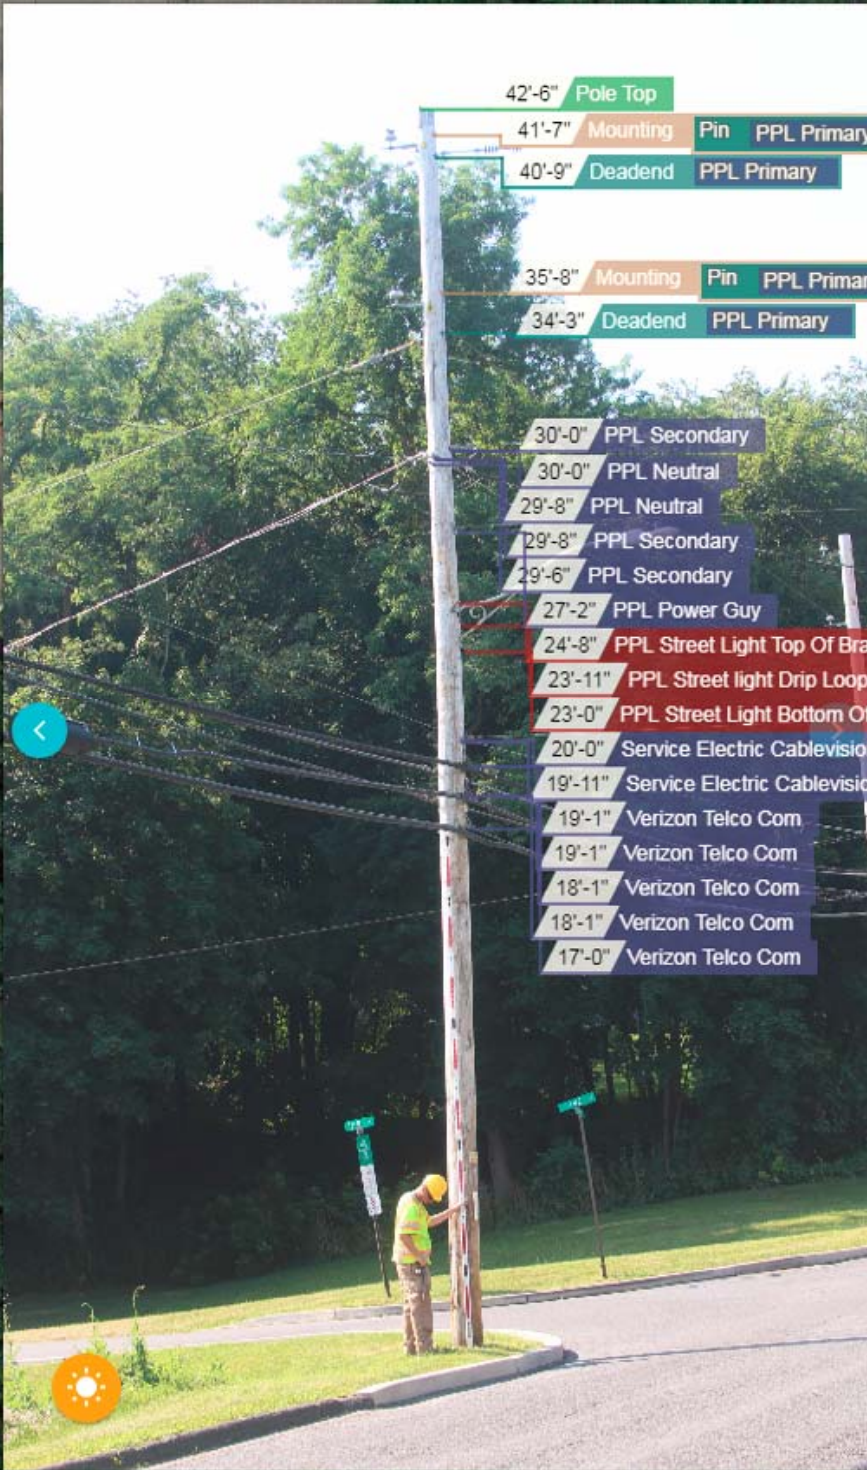 42'-6" Pole Top
41'-7" Mounting Pin PPL Primary
40'-9" Deadend PPL Primary
35'-8" Mounting Pin PPL Primar
34'-3" Deadend PPL Primary
30'-0" PPL Secondary
30'-0" PPL Neutral
29'-8" PPL Neutral
29'-8" PPL Secondary
29'-6" PPL Secondary
27'-2" PPL Power Guy
24'-8" PPL Street Light Top Of Bra
23'-11" PPL Street light Drip Loop
23'-0" PPL Street Light Bottom Of
20'-0" Service Electric Cablevisio
19'-11" Service Electric Cablevisio
19'-1" Verizon Telco Com
19'-1" Verizon Telco Com
18'-1" Verizon Telco Com
18'-1" Verizon Telco Com
17'-0" Verizon Telco Com